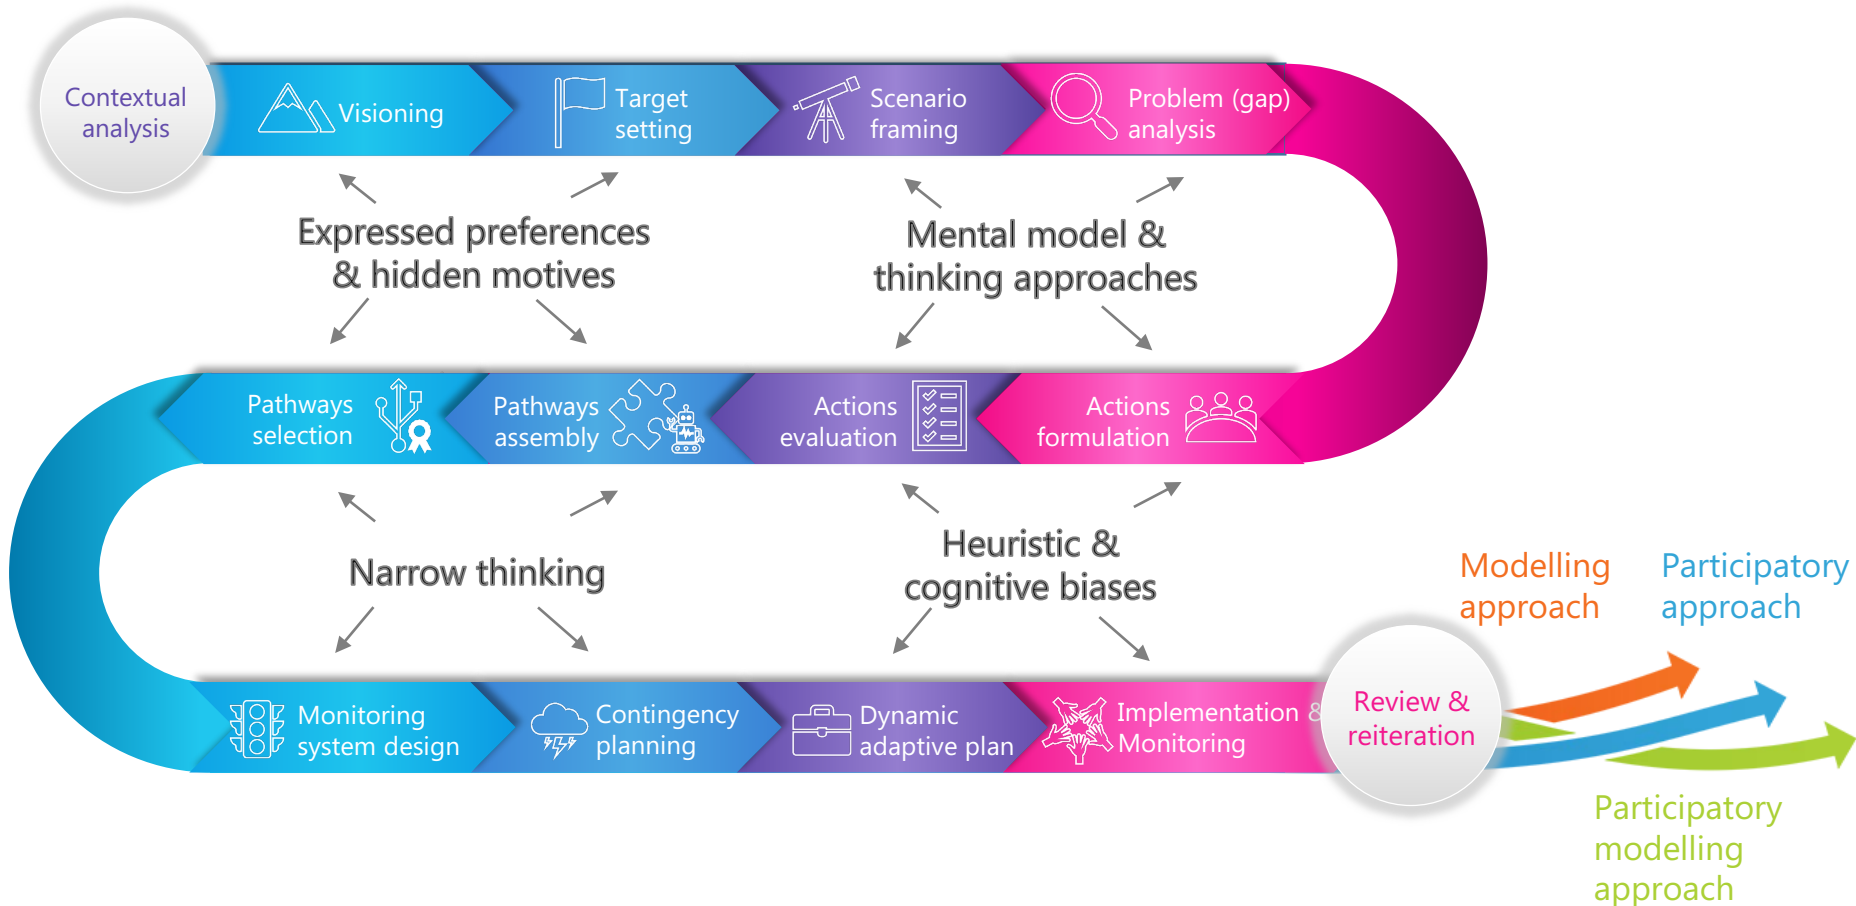 Contextual
analysis
Visioning
Target
setting
Scenario
framing
Problem (gap)
analysis
Expressed preferences
& hidden motives
Mental model &
thinking approaches
Pathways
selection
Pathways
assembly
Actions
evaluation
Actions
formulation
Narrow thinking
Heuristic &
cognitive biases
Monitoring
system design
Contingency
planning
Dynamic
adaptive plan
Implementation &
Monitoring
Review &
reiteration
Modelling
approach
Participatory
approach
Participatory
modelling
approach